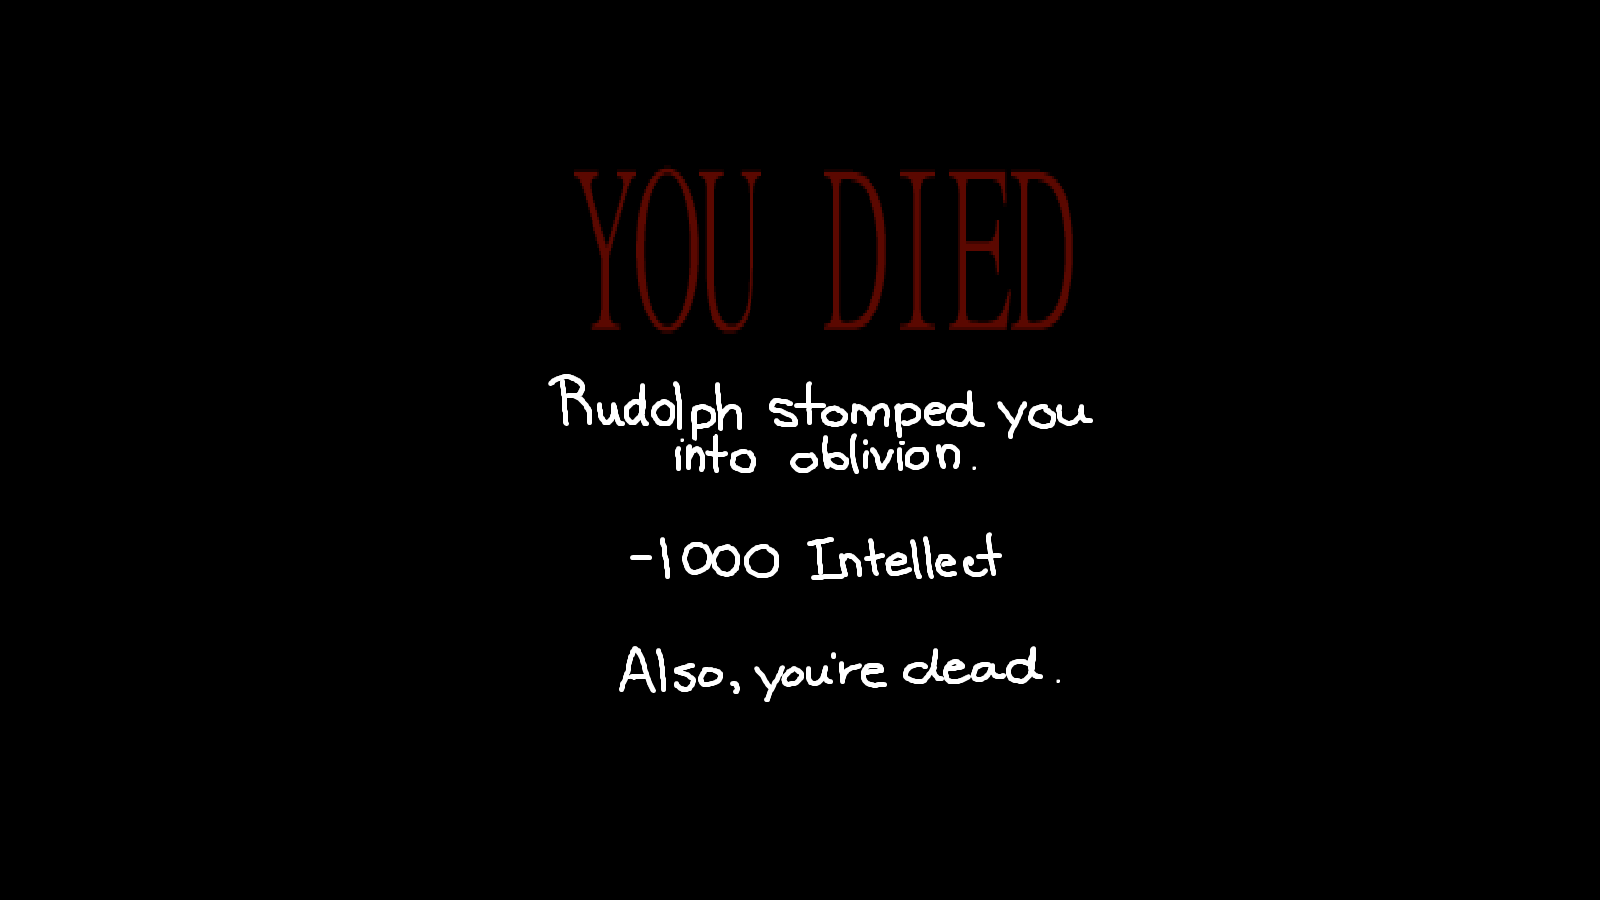 YOU DIED
Rudolph stomped you
into oblivion.
-1000 Intellect
Also, you're dead.